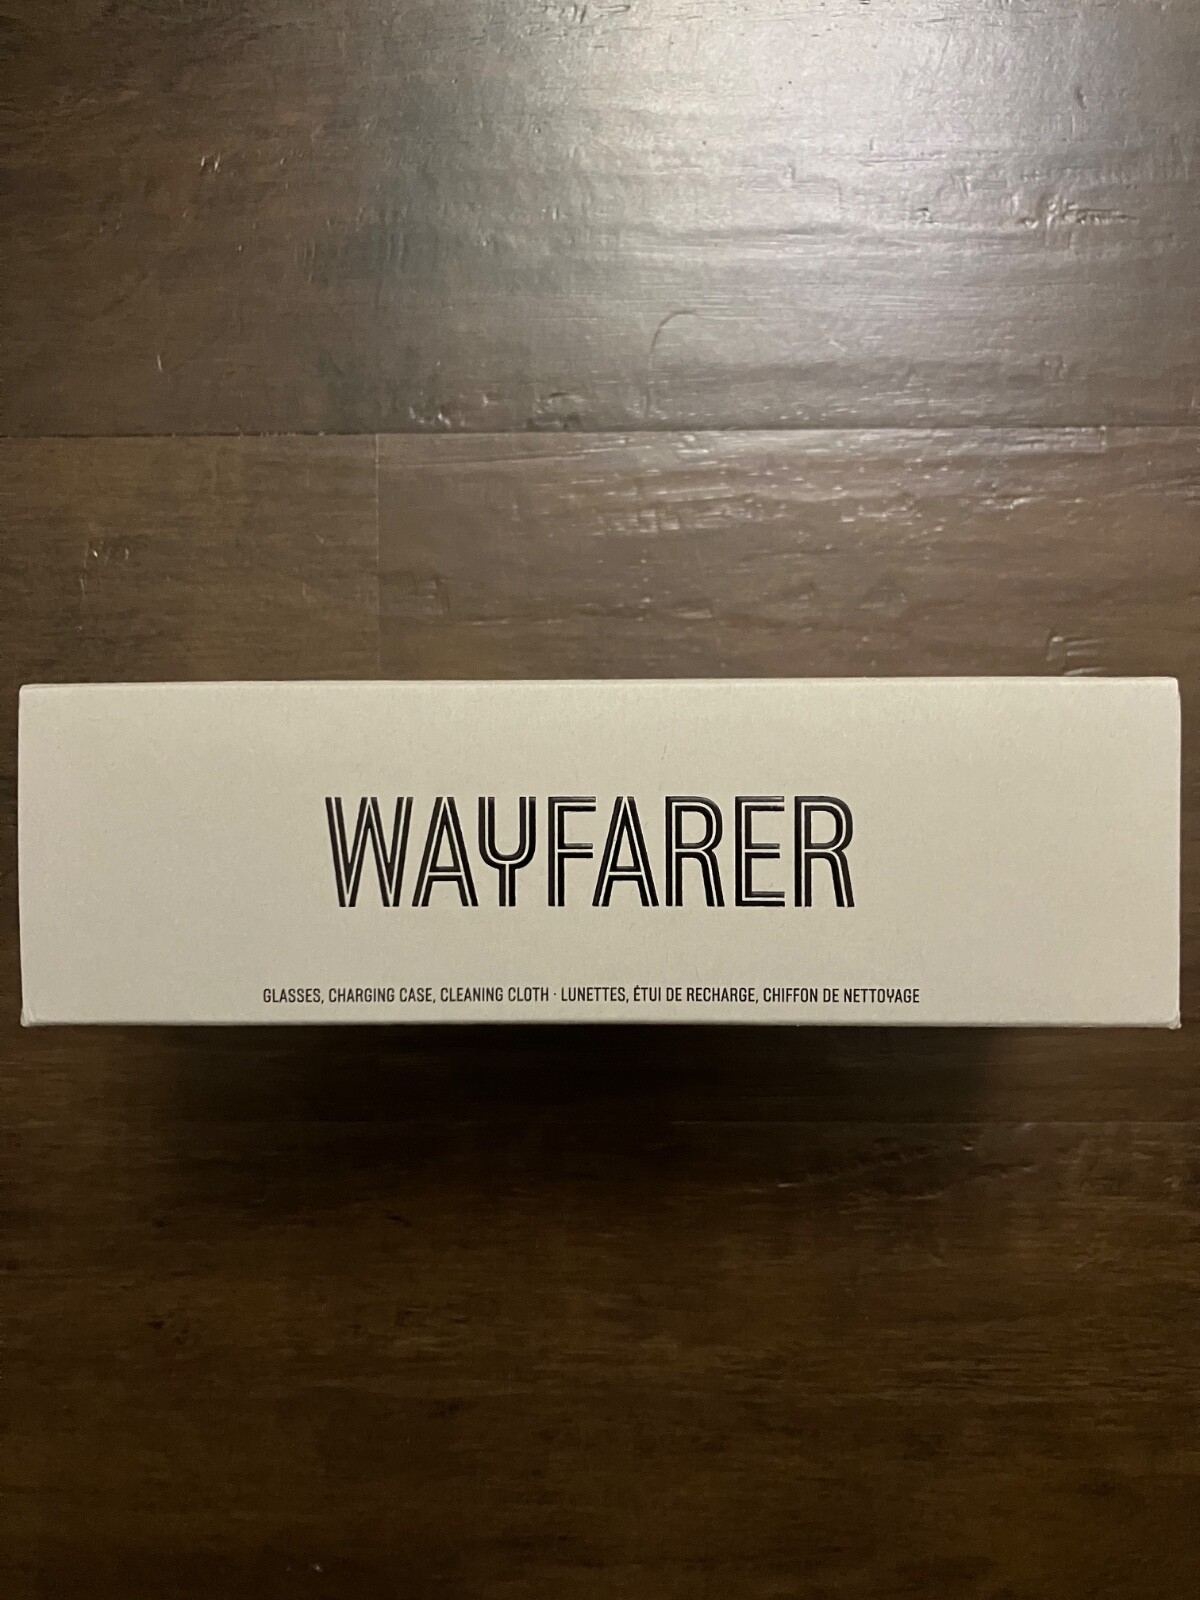 WAYFARER
GLASSES, CHARGING CASE, CLEANING CLOTH · LUNETTES, ÉTUI DE RECHARGE, CHIFFON DE NETTOYAGE